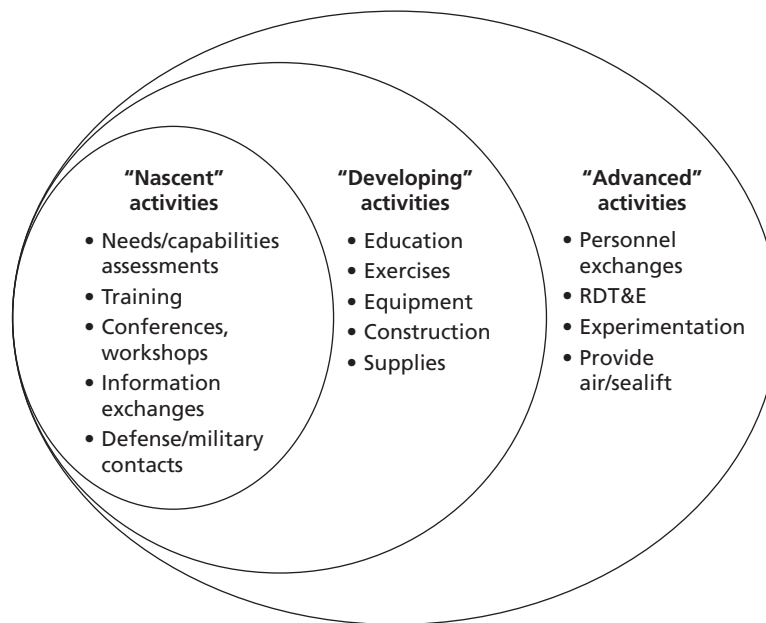 “Nascent”
activities
• Needs/capabilities
assessments
• Training
• Conferences,
workshops
• Information
exchanges
• Defense/military
contacts
“Developing”
activities
• Education
• Exercises
• Equipment
• Construction
• Supplies
“Advanced”
activities
• Personnel
exchanges
• RDT&E
• Experimentation
• Provide
air/sealift